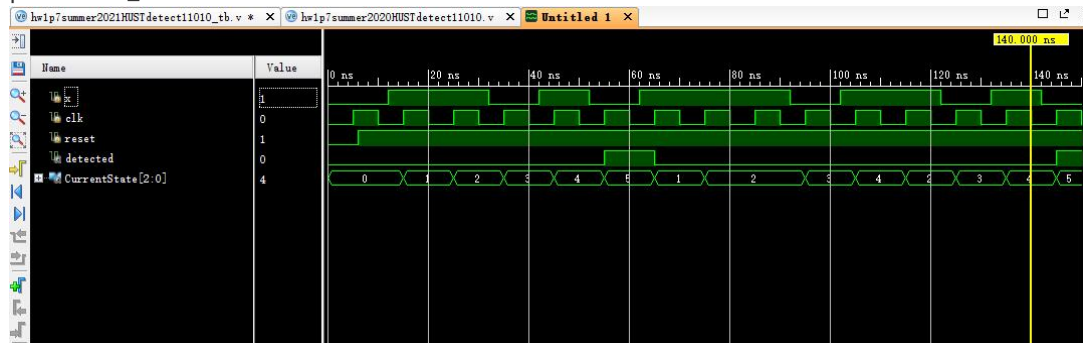 hw1p7summer2021HUSTdetect11010_tb.v * X hw1p7summer2020HUSTdetect11010.v X Untitled 1 X
140.000 ns
Name Value 0 ns 20 ns 40 ns 60 ns 80 ns 100 ns 120 ns 140 ns
x 1
clk 0
reset 1
detected 0
CurrentState[2:0] 4 0 1 2 3 4 5 1 2 3 4 2 3 4 5